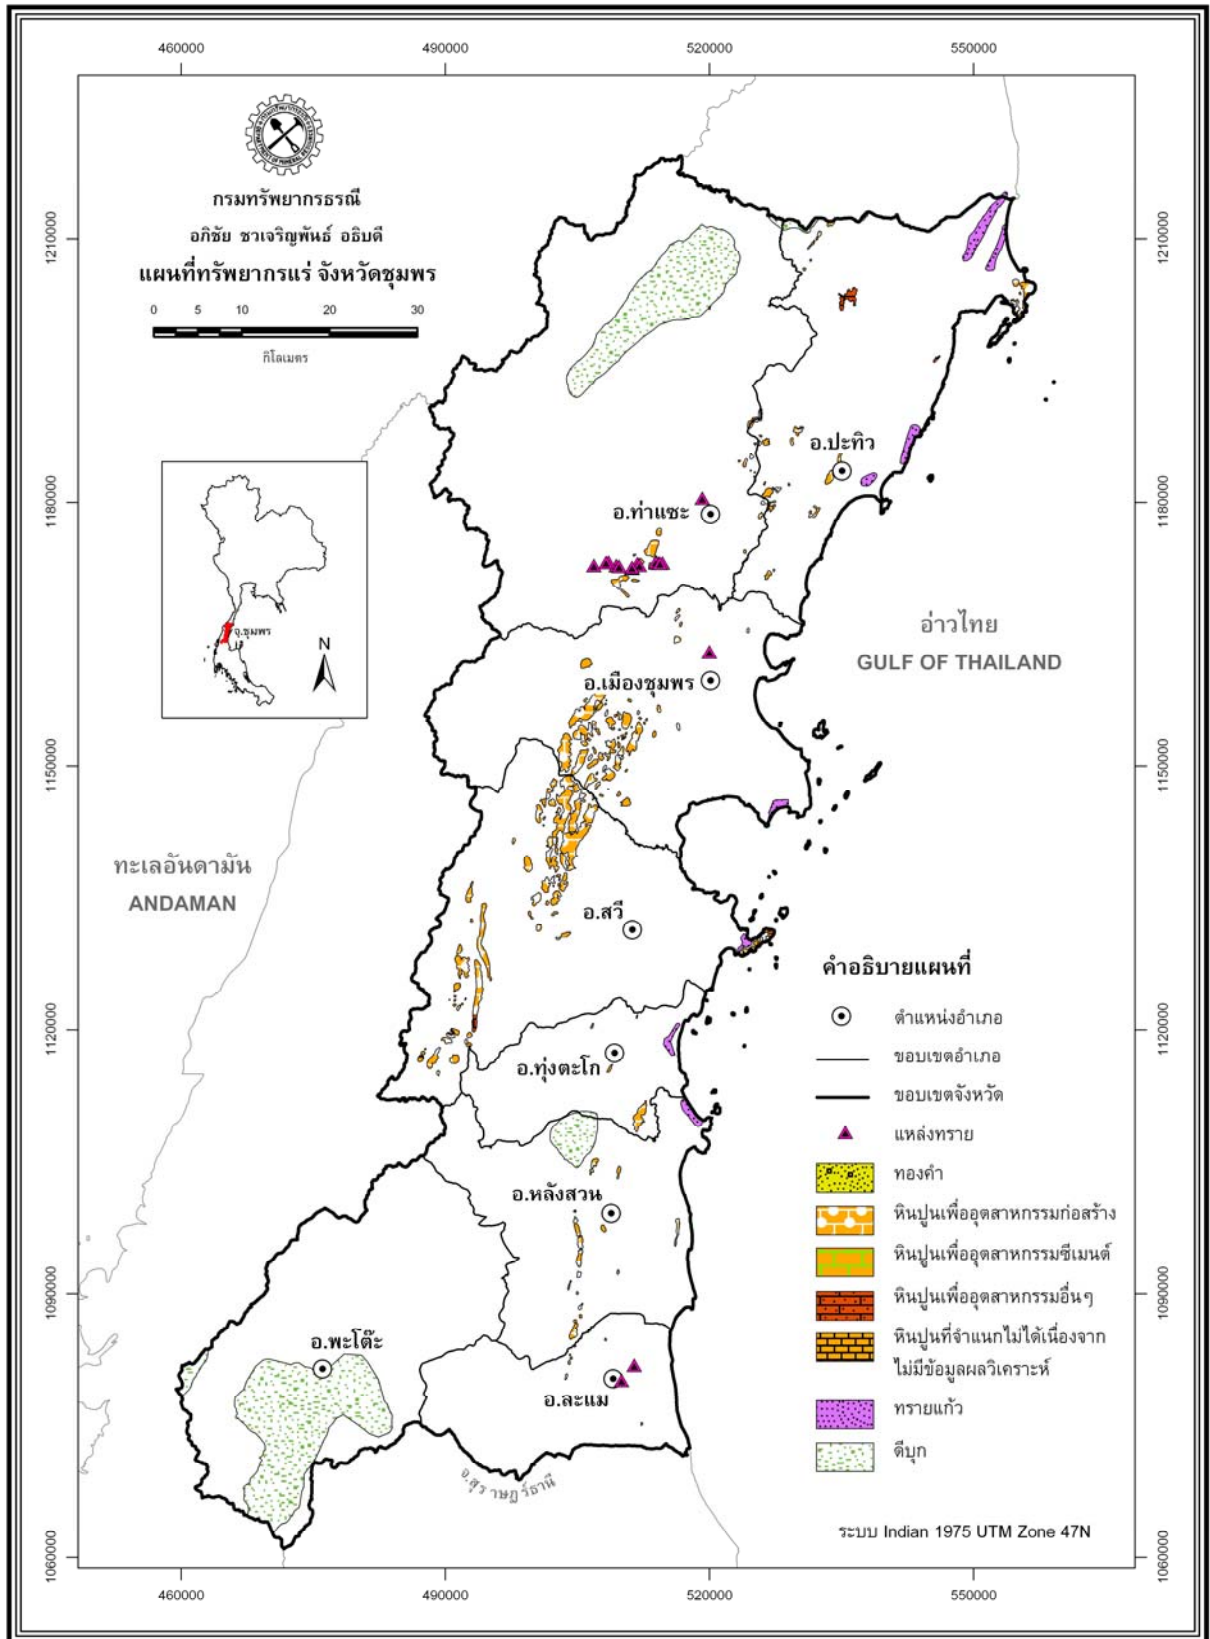 460000
490000
520000
550000
กรมทรัพยากรธรณี
อภิชัย ชวเจริญพันธ์ อธิบดี
แผนที่ทรัพยากรแร่ จังหวัดชุมพร
0 5 10 20 30
กิโลเมตร
1210000
1210000
1180000
1180000
1150000
1150000
1120000
1120000
1090000
1090000
1060000
1060000
จ.ชุมพร
N
อ.ปะทิว
อ.ท่าแซะ
อ่าวไทย
GULF OF THAILAND
อ.เมืองชุมพร
ทะเลอันดามัน
ANDAMAN
อ.สวี
อ.ทุ่งตะโก
อ.หลังสวน
อ.พะโต๊ะ
อ.ละแม
จ.สุราษฎร์ธานี
คำอธิบายแผนที่
ตำแหน่งอำเภอ
ขอบเขตอำเภอ
ขอบเขตจังหวัด
แหล่งทราย
ทองคำ
หินปูนเพื่ออุตสาหกรรมก่อสร้าง
หินปูนเพื่ออุตสาหกรรมซีเมนต์
หินปูนเพื่ออุตสาหกรรมอื่นๆ
หินปูนที่จำแนกไม่ได้เนื่องจาก
ไม่มีข้อมูลผลวิเคราะห์
ทรายแก้ว
ดีบุก
ระบบ Indian 1975 UTM Zone 47N
460000
490000
520000
550000